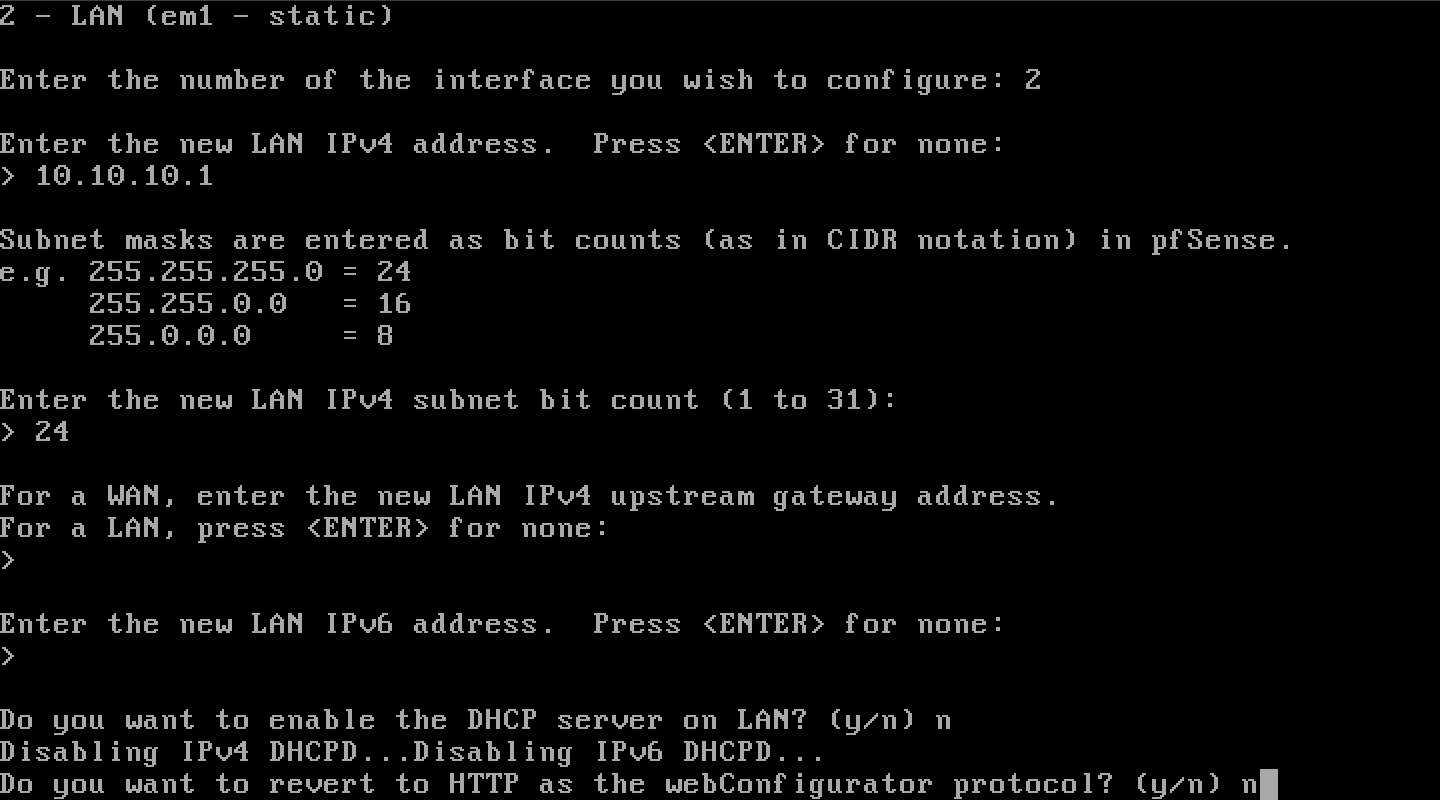 2 - LAN (em1 - static)
Enter the number of the interface you wish to configure: 2
Enter the new LAN IPv4 address.  Press <ENTER> for none:
> 10.10.10.1
Subnet masks are entered as bit counts (as in CIDR notation) in pfSense.
e.g. 255.255.255.0 = 24
     255.255.0.0   = 16
     255.0.0.0     = 8
Enter the new LAN IPv4 subnet bit count (1 to 31):
> 24
For a WAN, enter the new LAN IPv4 upstream gateway address.
For a LAN, press <ENTER> for none:
>
Enter the new LAN IPv6 address.  Press <ENTER> for none:
>
Do you want to enable the DHCP server on LAN? (y/n) n
Disabling IPv4 DHCPD...Disabling IPv6 DHCPD...
Do you want to revert to HTTP as the webConfigurator protocol? (y/n) n